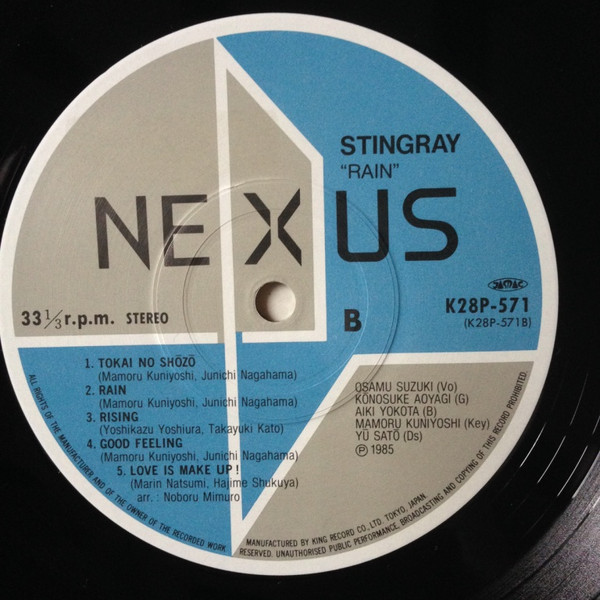 STINGRAY
"RAIN"
NEXUS
JASRAC
33 1/3 r.p.m. STEREO
B
K28P-571
(K28P-571B)
1. TOKAI NO SHŌZŌ
(Mamoru Kuniyoshi, Junichi Nagahama)
2. RAIN
(Mamoru Kuniyoshi, Junichi Nagahama)
3. RISING
(Yoshikazu Yoshiura, Takayuki Kato)
4. GOOD FEELING
(Mamoru Kuniyoshi, Junichi Nagahama)
5. LOVE IS MAKE UP!
(Marin Natsumi, Hajime Shukuya)
arr. : Noboru Mimuro
OSAMU SUZUKI (Vo)
KŌNOSUKE AOYAGI (G)
AIKI YOKOTA (B)
MAMORU KUNIYOSHI (Key)
YŪ SATŌ (Ds)
Ⓟ 1985
ALL RIGHTS OF THE MANUFACTURER AND OF THE OWNER OF THE RECORDED WORK
RESERVED. UNAUTHORISED PUBLIC PERFORMANCE, BROADCASTING AND COPYING OF THIS RECORD PROHIBITED.
MANUFACTURED BY KING RECORD CO., LTD. TOKYO, JAPAN